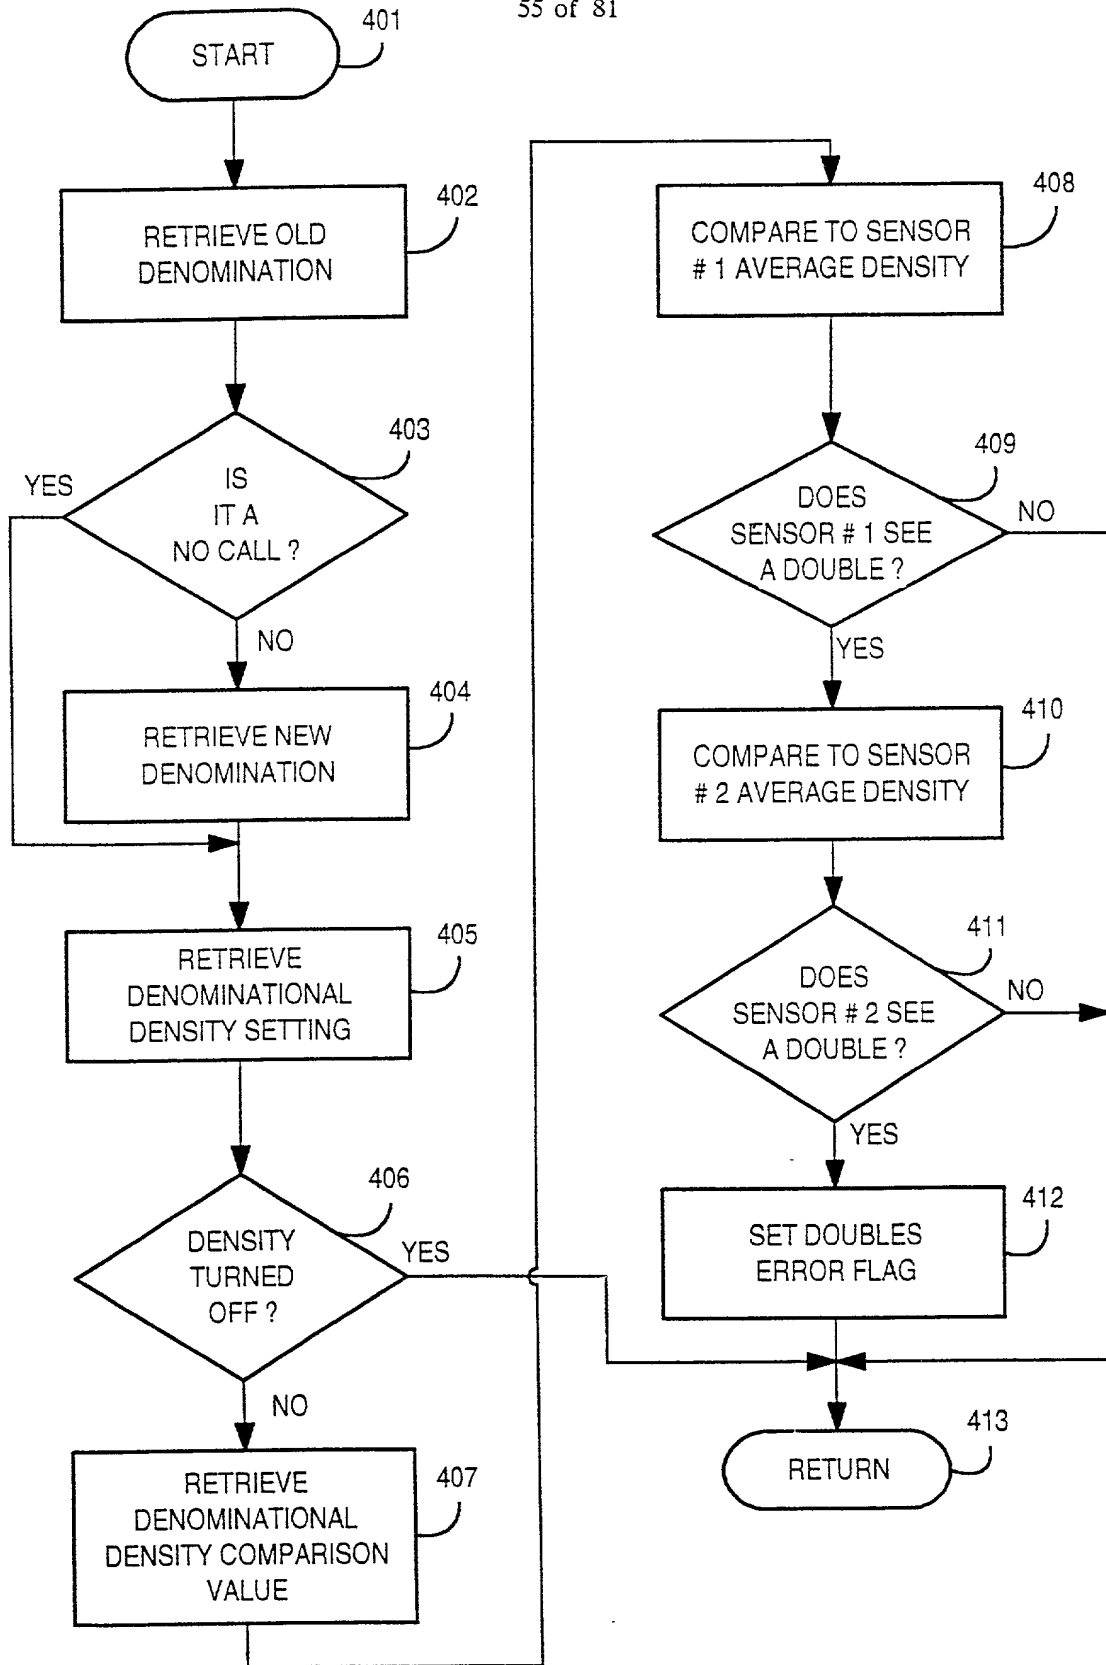 55 of 81
START
401
RETRIEVE OLD
DENOMINATION
402
IS
IT A
NO CALL ?
403
YES
NO
RETRIEVE NEW
DENOMINATION
404
RETRIEVE
DENOMINATIONAL
DENSITY SETTING
405
DENSITY
TURNED
OFF ?
406
YES
NO
RETRIEVE
DENOMINATIONAL
DENSITY COMPARISON
VALUE
407
COMPARE TO SENSOR
# 1 AVERAGE DENSITY
408
DOES
SENSOR # 1 SEE
A DOUBLE ?
409
NO
YES
COMPARE TO SENSOR
# 2 AVERAGE DENSITY
410
DOES
SENSOR # 2 SEE
A DOUBLE ?
411
NO
YES
SET DOUBLES
ERROR FLAG
412
RETURN
413